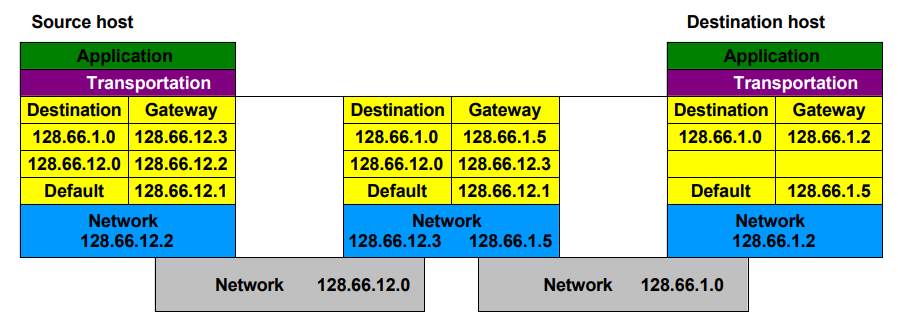 Source host
Destination host
Application
Application
Transportation
Transportation
Destination Gateway
Destination Gateway
Destination Gateway
128.66.1.0 128.66.12.3
128.66.1.0 128.66.1.5
128.66.1.0 128.66.1.2
128.66.12.0 128.66.12.2
128.66.12.0 128.66.12.3
Default 128.66.12.1
Default 128.66.12.1
Default 128.66.1.5
Network
128.66.12.2
Network
128.66.12.3 128.66.1.5
Network
128.66.1.2
Network 128.66.12.0
Network 128.66.1.0